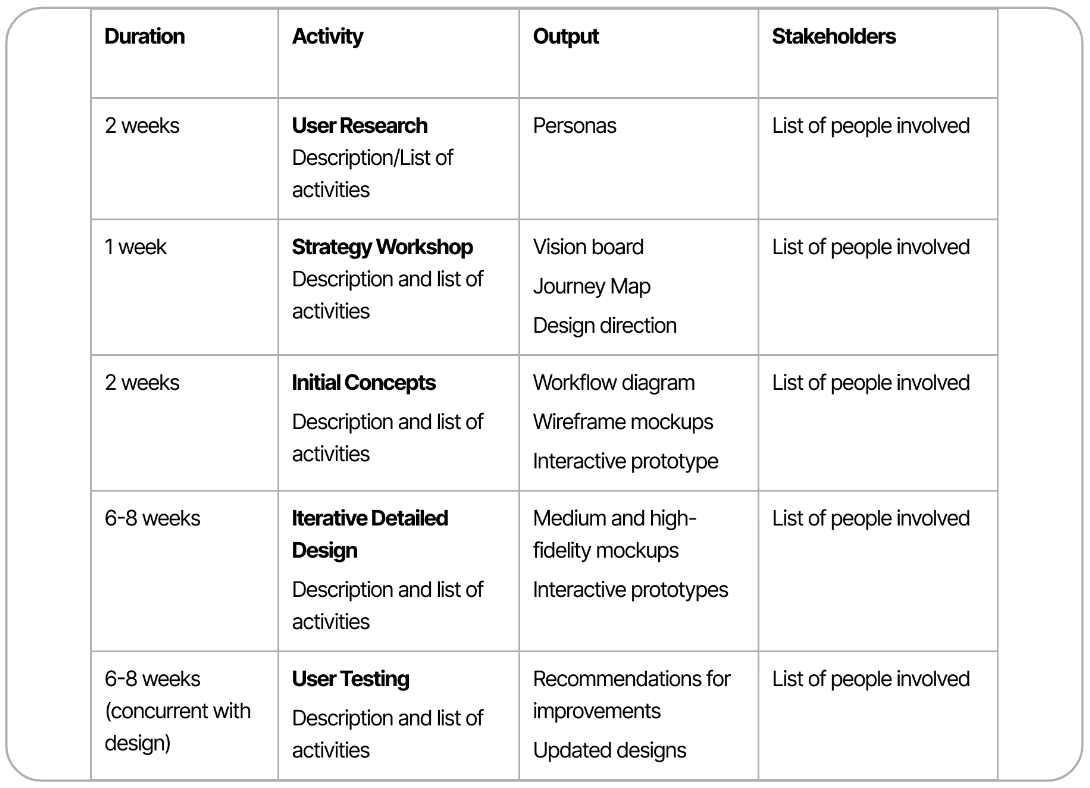 Duration
Activity
Output
Stakeholders
2 weeks
User Research
Description/List of
activities
Personas
List of people involved
1 week
Strategy Workshop
Description and list of
activities
Vision board
Journey Map
Design direction
List of people involved
2 weeks
Initial Concepts
Description and list of
activities
Workflow diagram
Wireframe mockups
Interactive prototype
List of people involved
6-8 weeks
Iterative Detailed
Design
Description and list of
activities
Medium and high-
fidelity mockups
Interactive prototypes
List of people involved
6-8 weeks
(concurrent with
design)
User Testing
Description and list of
activities
Recommendations for
improvements
Updated designs
List of people involved